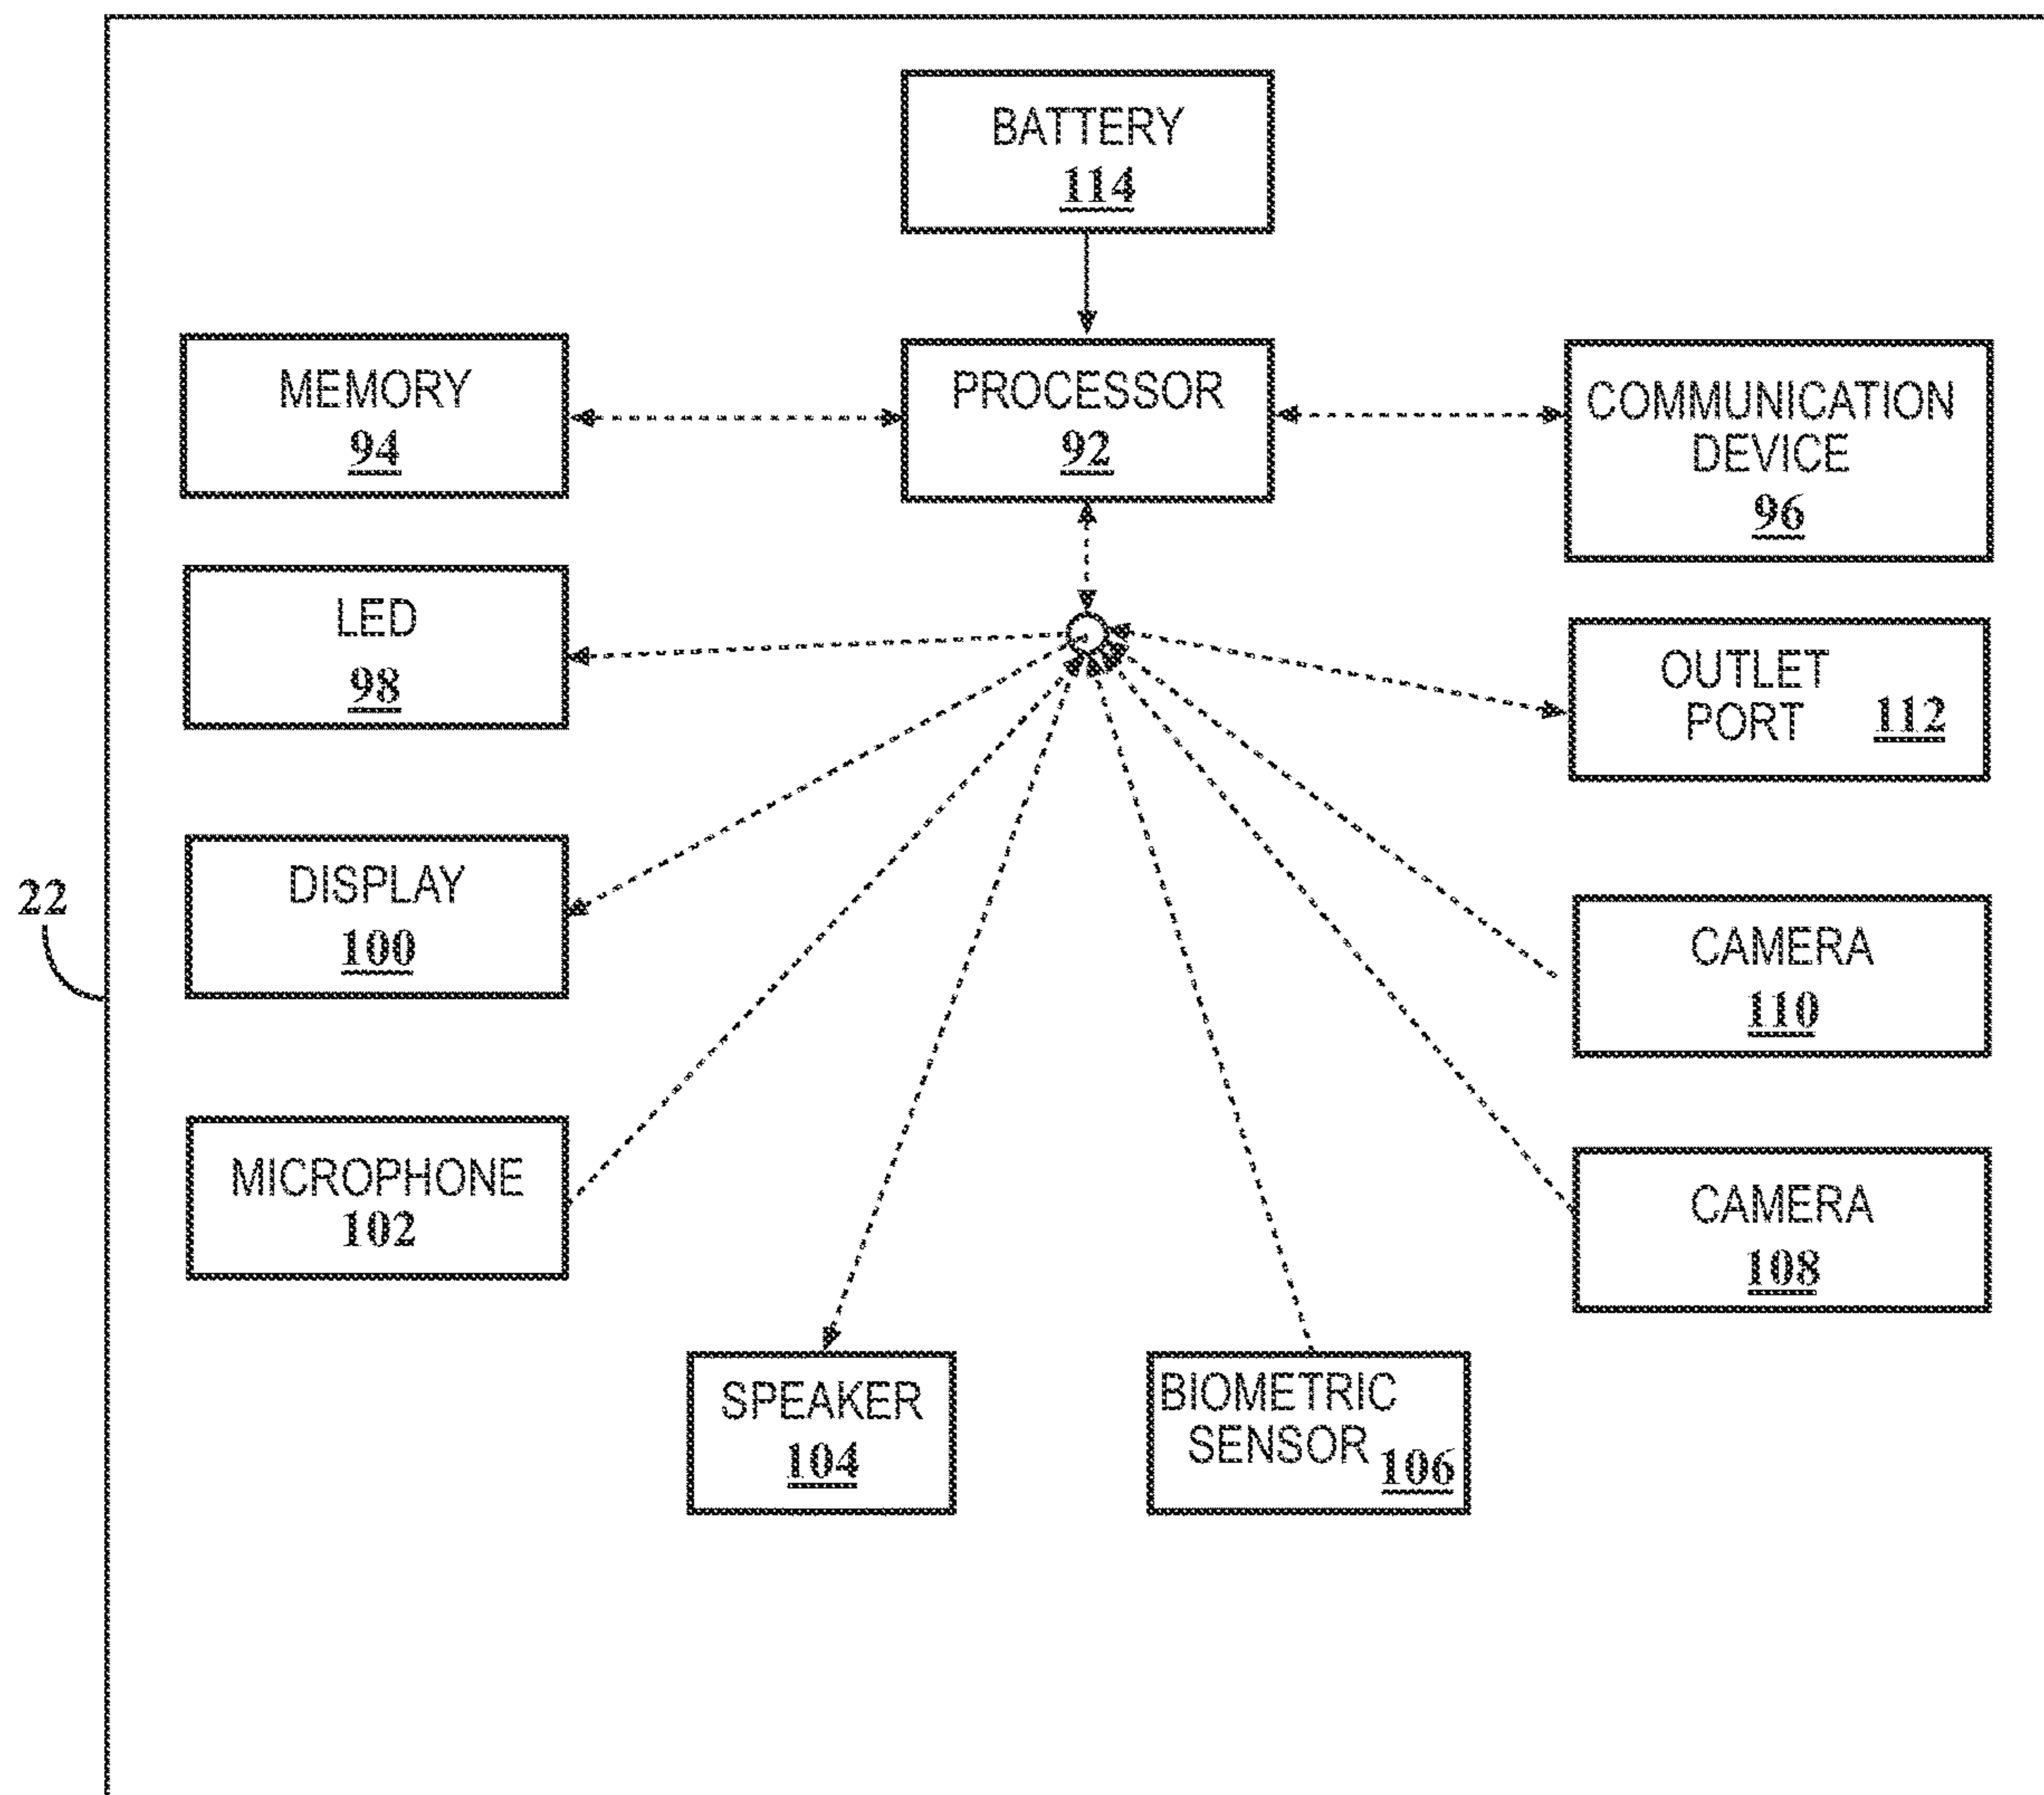 BATTERY
114
MEMORY
94
PROCESSOR
92
COMMUNICATION
DEVICE
96
LED
98
OUTLET
PORT 112
DISPLAY
100
22
CAMERA
110
MICROPHONE
102
CAMERA
108
SPEAKER
104
BIOMETRIC
SENSOR 106